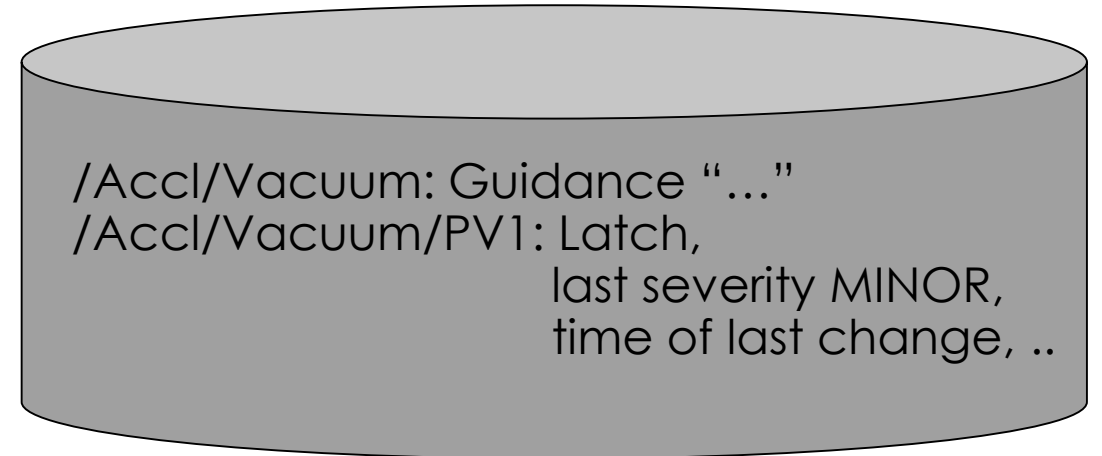 /Accl/Vacuum: Guidance “…”
/Accl/Vacuum/PV1: Latch,
last severity MINOR,
time of last change, ..